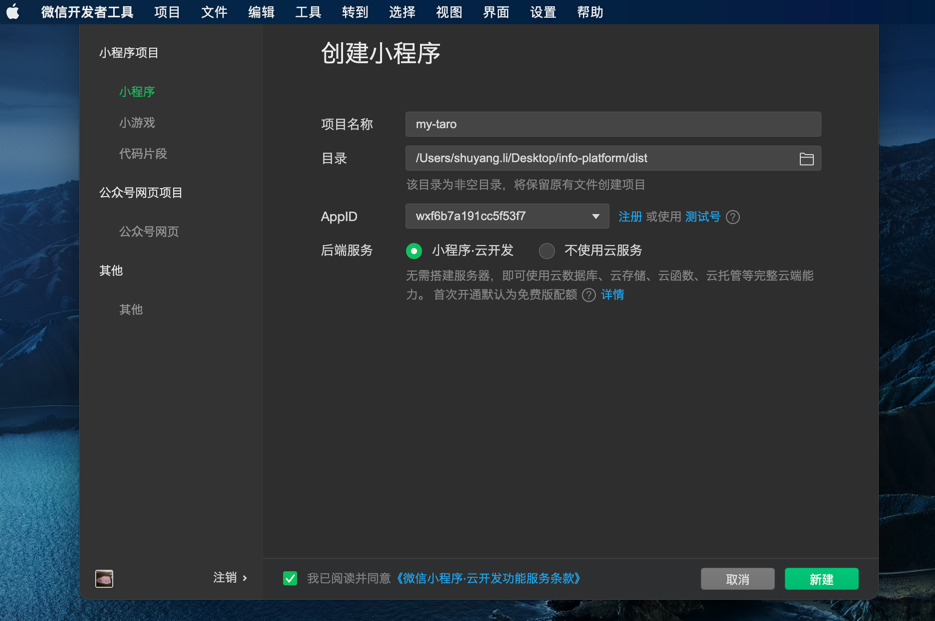 微信开发者工具 项目 文件 编辑 工具 转到 选择 视图 界面 设置 帮助
小程序项目
小程序
小游戏
代码片段
公众号网页项目
公众号网页
其他
其他
注销 ›
创建小程序
项目名称 my-taro
目录 /Users/shuyang.li/Desktop/info-platform/dist
该目录为非空目录，将保留原有文件创建项目
AppID wxf6b7a191cc5f53f7 注册 或使用 测试号 ?
后端服务 小程序·云开发 不使用云服务
无需搭建服务器，即可使用云数据库、云存储、云函数、云托管等完整云端能
力。 首次开通默认为免费版配额 ? 详情
我已阅读并同意《微信小程序·云开发功能服务条款》 取消 新建